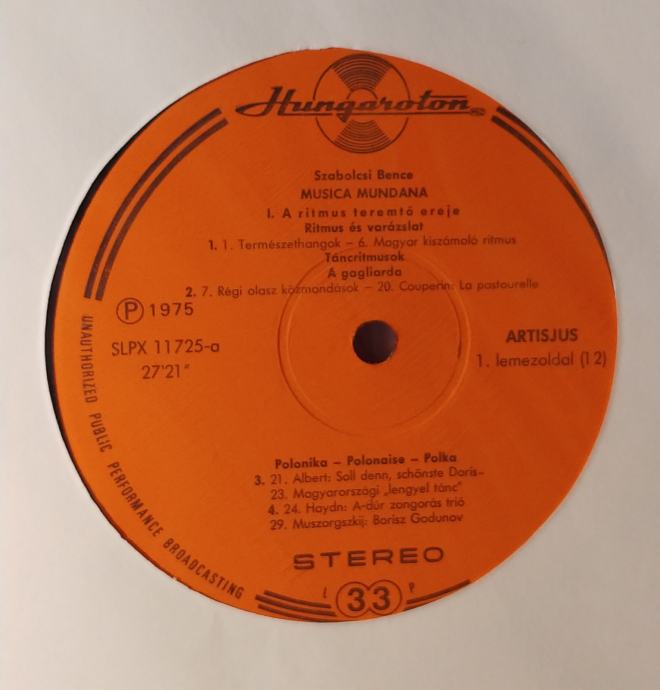 Hungaroton
Szabolcsi Bence
MUSICA MUNDANA
I. A ritmus teremtő ereje
Ritmus és varázslat
1. 1. Természethangok – 6. Magyar kiszámoló ritmus
Táncritmusok
A gagliarda
2. 7. Régi olasz közmondások – 20. Couperin: La pastourelle
Ⓟ 1975
SLPX 11725-a
27'21"
ARTISJUS
1. lemezoldal (12)
Polonika – Polonaise – Polka
3. 21. Albert: Soll denn, schönste Doris–
23. Magyarországi „lengyel tánc"
4. 24. Haydn: A-dúr zongorás trió
29. Muszorgszkij: Borisz Godunov
STEREO
L 33 P
UNAUTHORIZED PUBLIC PERFORMANCE BROADCASTING